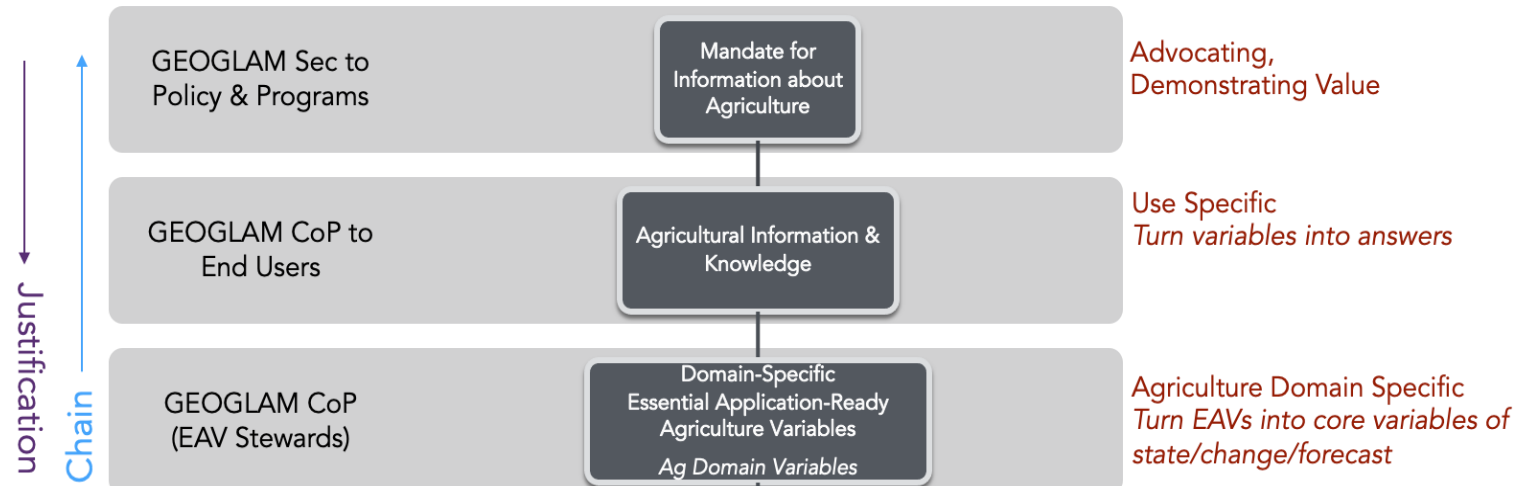 GEOGLAM Sec to
Policy & Programs
Mandate for
Information about
Agriculture
Advocating,
Demonstrating Value
GEOGLAM CoP to
End Users
Agricultural Information &
Knowledge
Use Specific
Turn variables into answers
GEOGLAM CoP
(EAV Stewards)
Domain-Specific
Essential Application-Ready
Agriculture Variables
Ag Domain Variables
Agriculture Domain Specific
Turn EAVs into core variables of
state/change/forecast
Justification
Chain